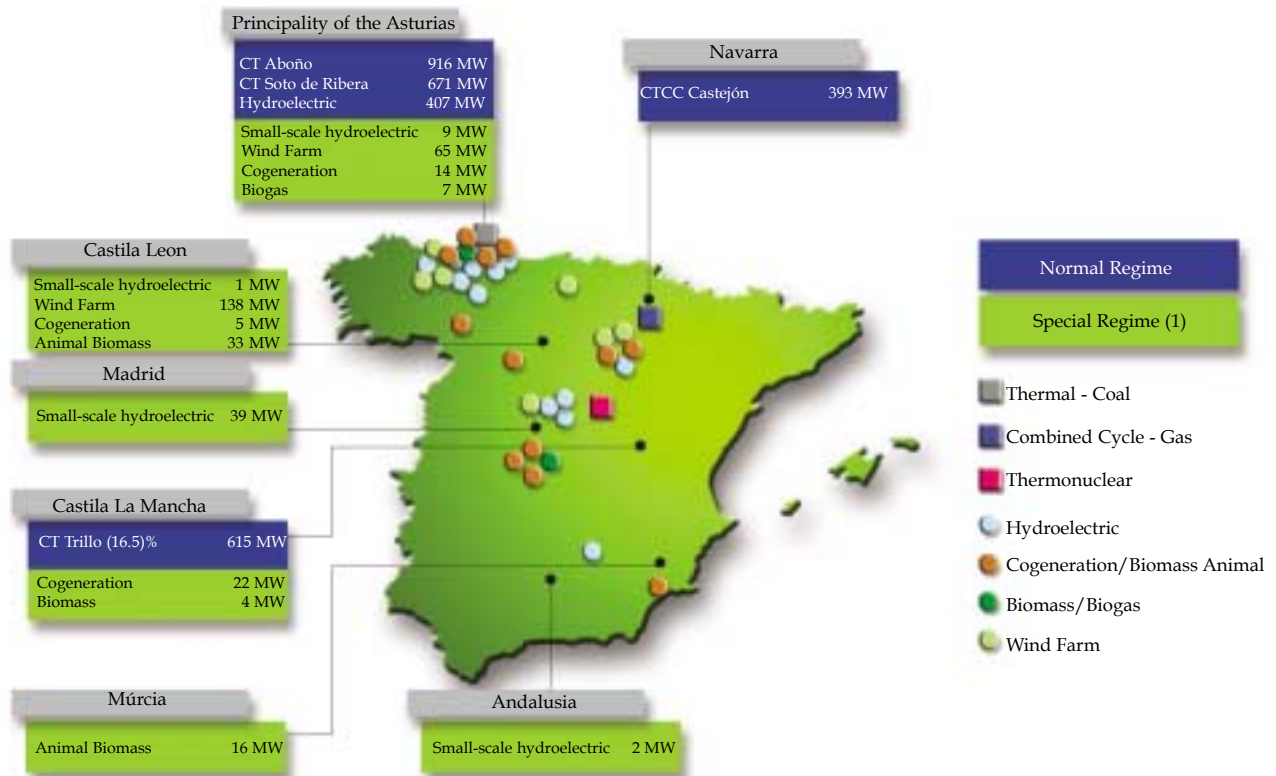 Principality of the Asturias
CT Aboño 916 MW
CT Soto de Ribera 671 MW
Hydroelectric 407 MW
Small-scale hydroelectric 9 MW
Wind Farm 65 MW
Cogeneration 14 MW
Biogas 7 MW
Navarra
CTCC Castejón 393 MW
Castila Leon
Small-scale hydroelectric 1 MW
Wind Farm 138 MW
Cogeneration 5 MW
Animal Biomass 33 MW
Madrid
Small-scale hydroelectric 39 MW
Castila La Mancha
CT Trillo (16.5)% 615 MW
Cogeneration 22 MW
Biomass 4 MW
Múrcia
Animal Biomass 16 MW
Andalusia
Small-scale hydroelectric 2 MW
Normal Regime
Special Regime (1)
Thermal - Coal
Combined Cycle - Gas
Thermonuclear
Hydroelectric
Cogeneration/Biomass Animal
Biomass/Biogas
Wind Farm